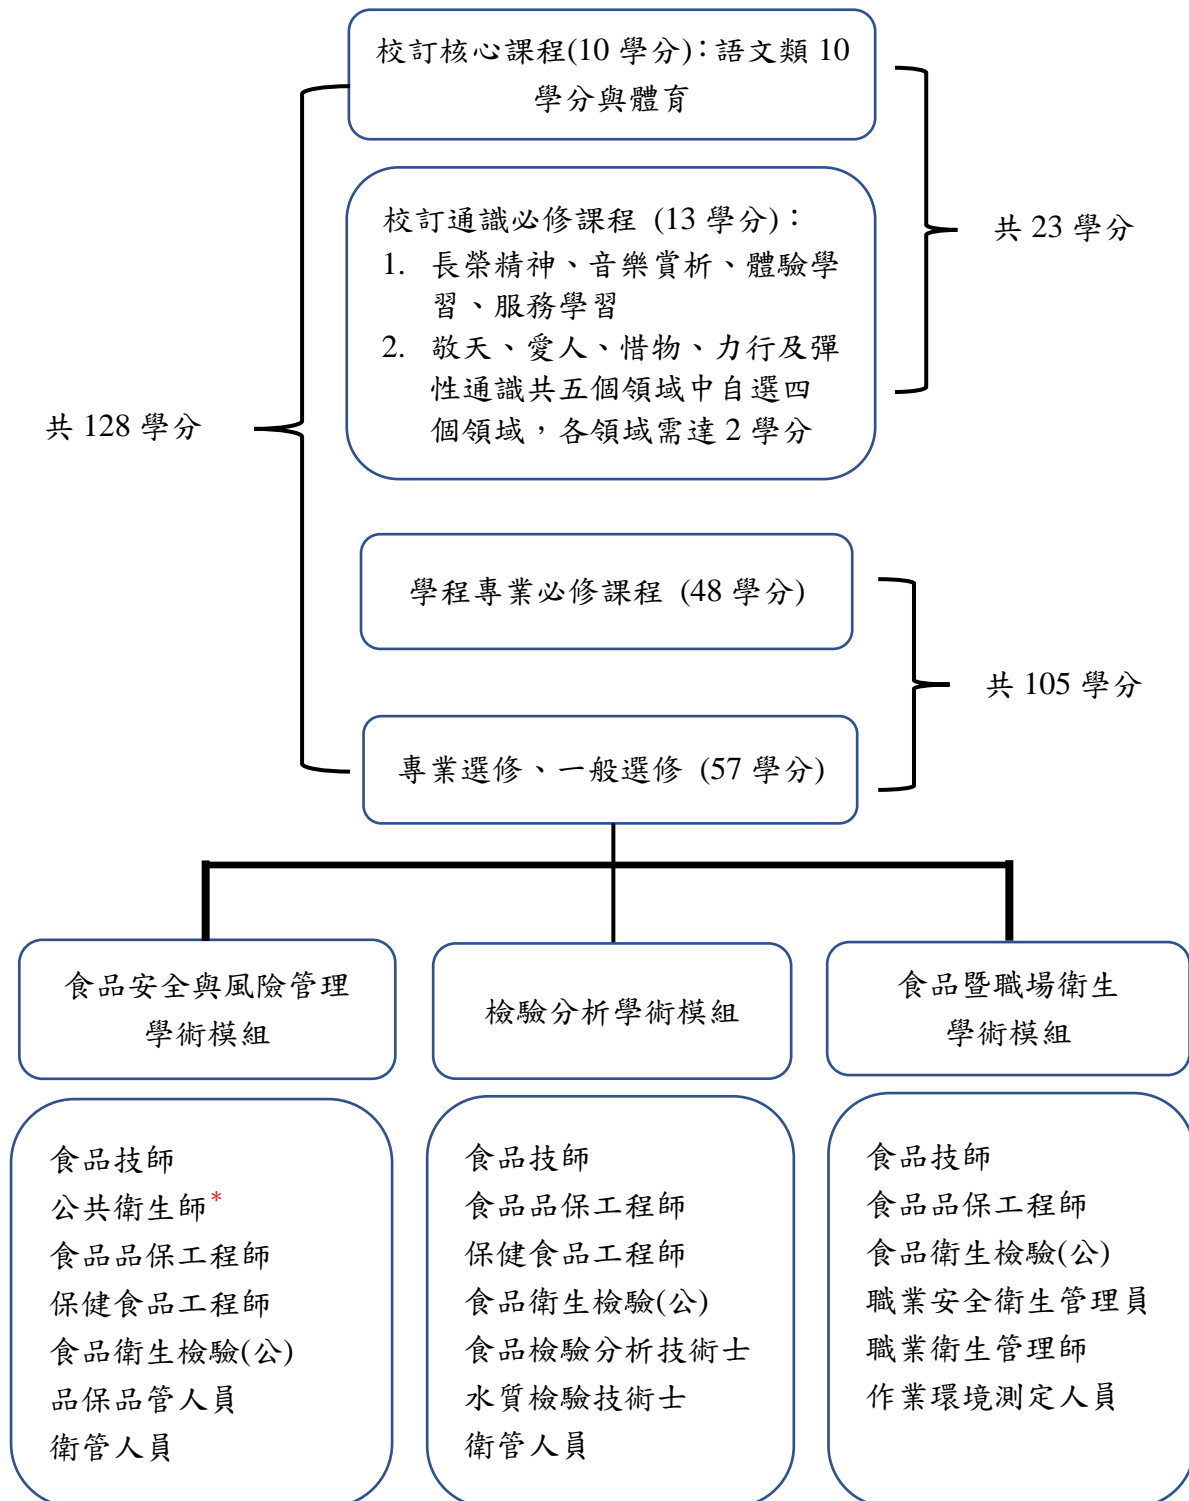 校訂核心課程(10 學分)：語文類 10
學分與體育
校訂通識必修課程 (13 學分)：
1. 長榮精神、音樂賞析、體驗學
習、服務學習
2. 敬天、愛人、惜物、力行及彈
性通識共五個領域中自選四
個領域，各領域需達 2 學分
共 23 學分
共 128 學分
學程專業必修課程 (48 學分)
共 105 學分
專業選修、一般選修 (57 學分)
食品安全與風險管理
學術模組
檢驗分析學術模組
食品暨職場衛生
學術模組
食品技師
公共衛生師*
食品品保工程師
保健食品工程師
食品衛生檢驗(公)
品保品管人員
衛管人員
食品技師
食品品保工程師
保健食品工程師
食品衛生檢驗(公)
食品檢驗分析技術士
水質檢驗技術士
衛管人員
食品技師
食品品保工程師
食品衛生檢驗(公)
職業安全衛生管理員
職業衛生管理師
作業環境測定人員